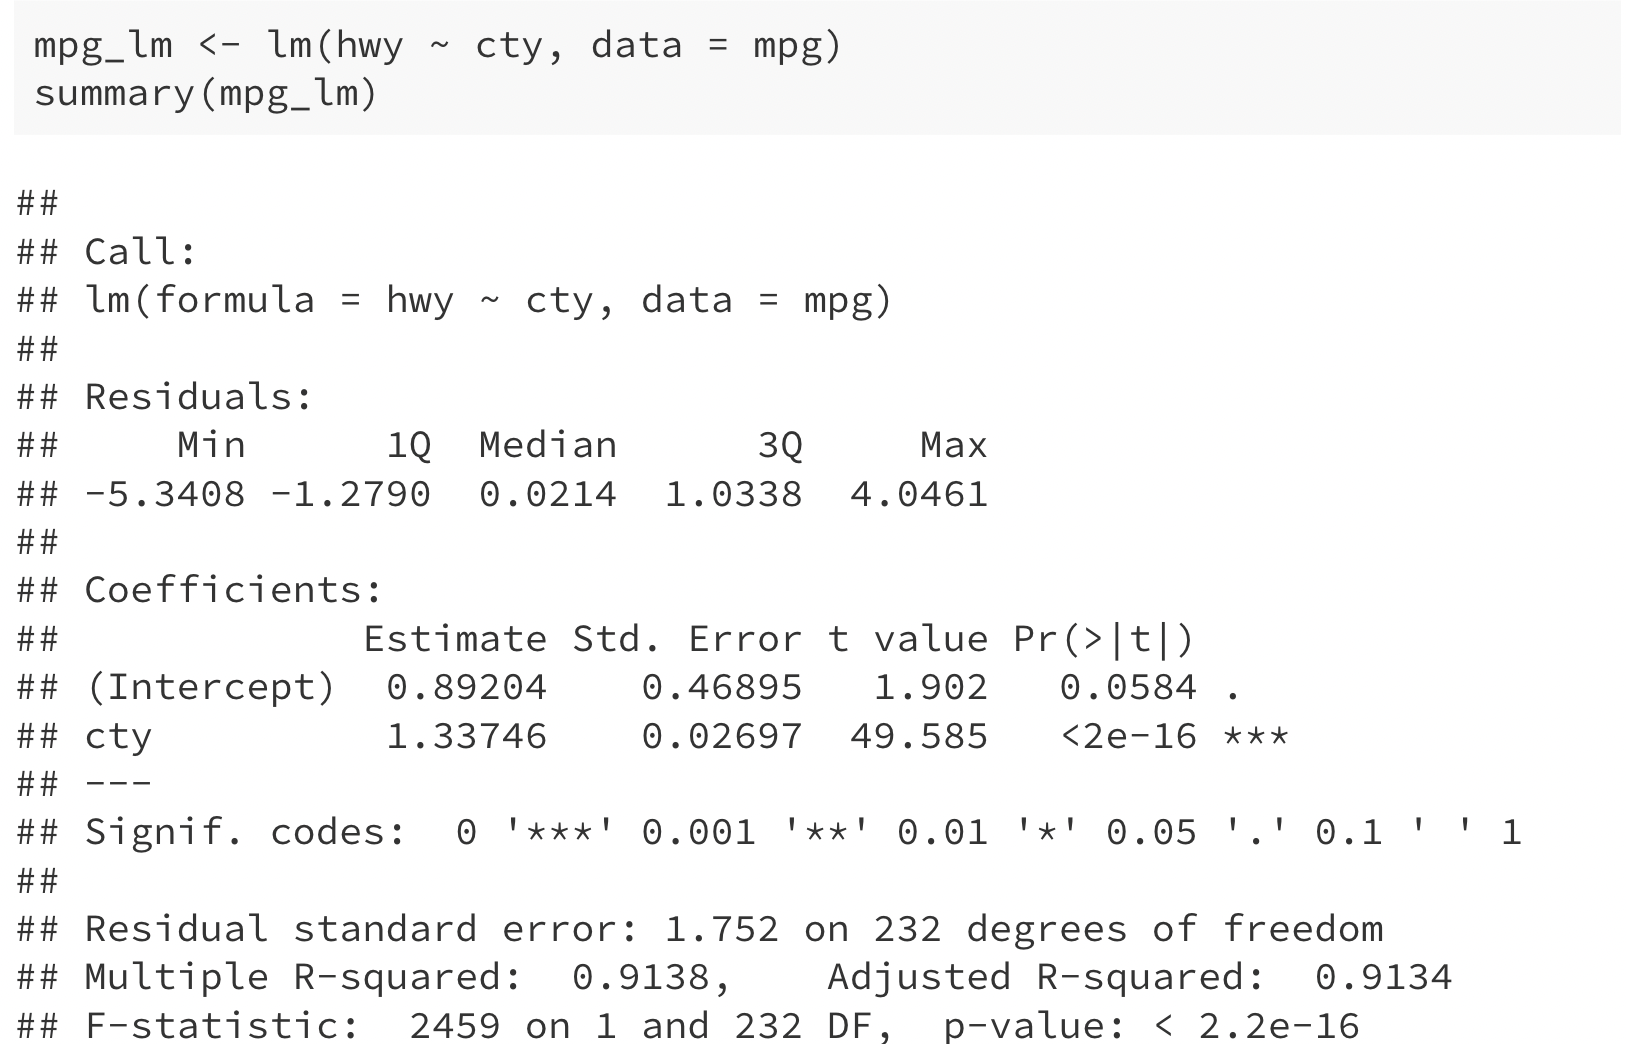 mpg_lm <- lm(hwy ~ cty, data = mpg)
summary(mpg_lm)
##
## Call:
## lm(formula = hwy ~ cty, data = mpg)
##
## Residuals:
##     Min      1Q  Median      3Q     Max
## -5.3408 -1.2790  0.0214  1.0338  4.0461
##
## Coefficients:
##             Estimate Std. Error t value Pr(>|t|)
## (Intercept)  0.89204    0.46895   1.902   0.0584 .
## cty          1.33746    0.02697  49.585   <2e-16 ***
## ---
## Signif. codes:  0 '***' 0.001 '**' 0.01 '*' 0.05 '.' 0.1 ' ' 1
##
## Residual standard error: 1.752 on 232 degrees of freedom
## Multiple R-squared:  0.9138,    Adjusted R-squared:  0.9134
## F-statistic:  2459 on 1 and 232 DF,  p-value: < 2.2e-16